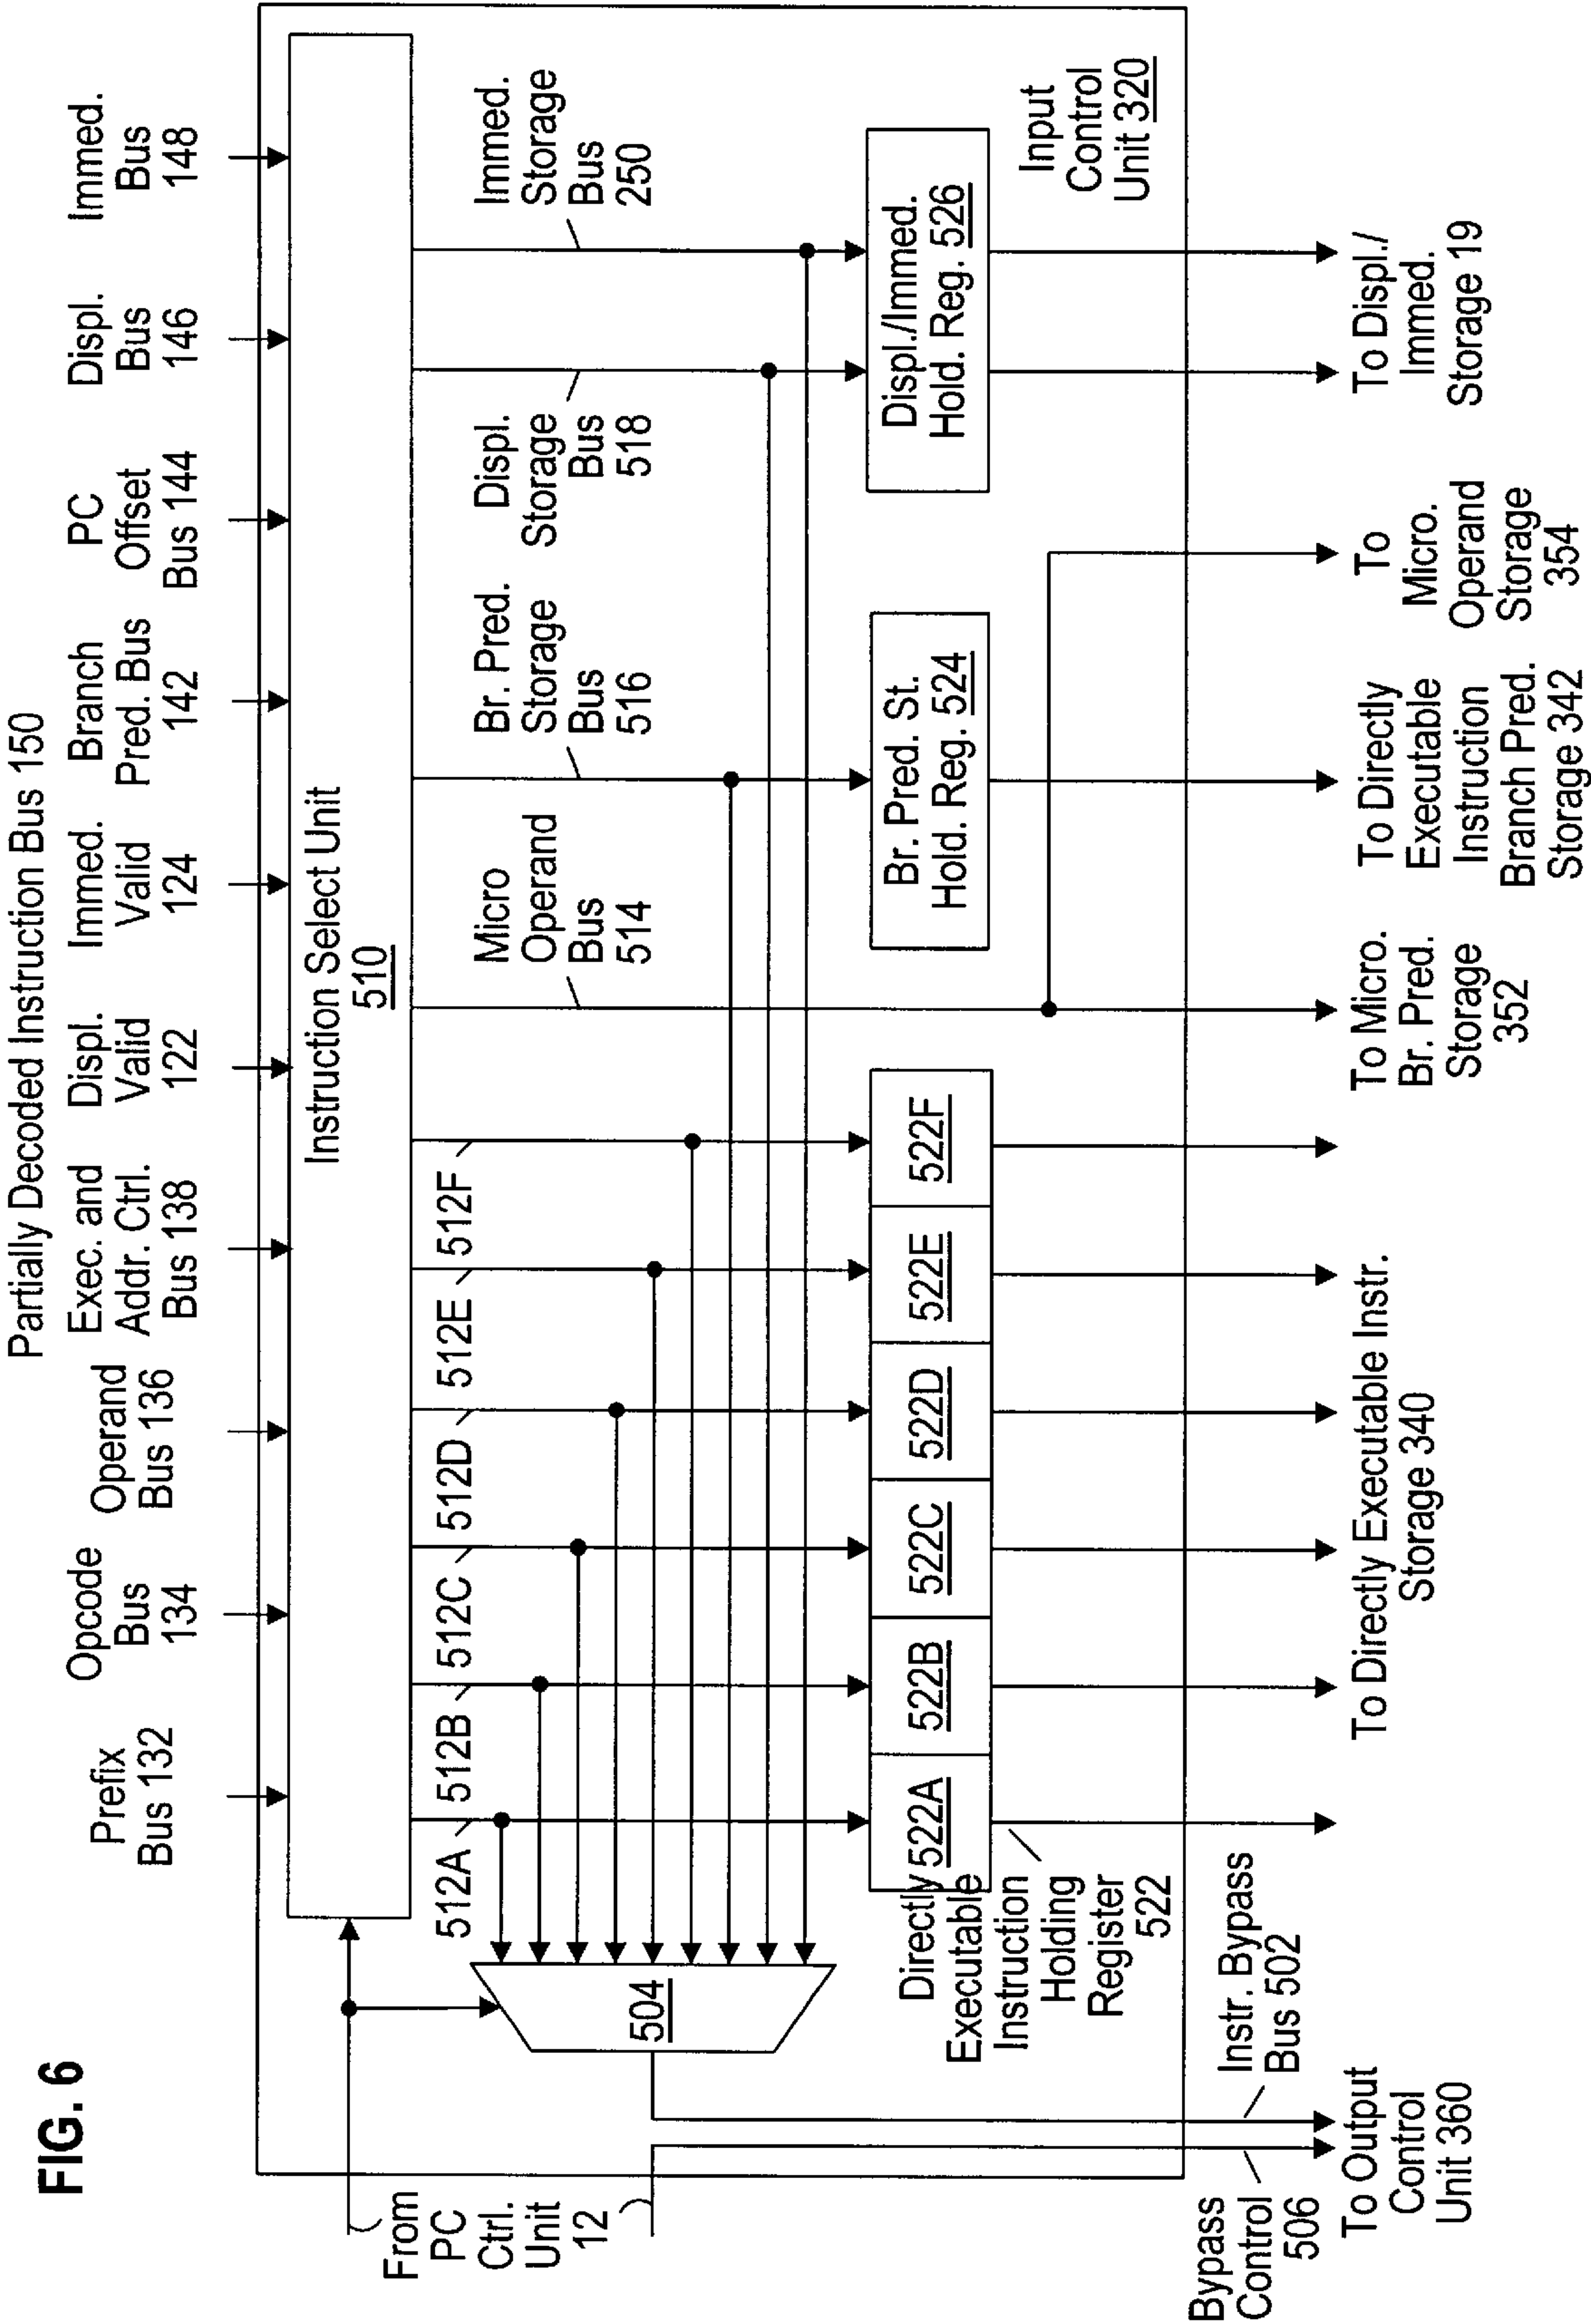 FIG. 6
Partially Decoded Instruction Bus 150
Prefix
Bus 132
Opcode
Bus
134
Operand
Bus 136
Exec. and
Addr. Ctrl.
Bus 138
Displ.
Valid
122
Immed.
Valid
124
Branch
Pred. Bus
142
PC
Offset
Bus 144
Displ.
Bus
146
Immed.
Bus
148
Instruction Select Unit
510
512A
512B
512C
512D
512E
512F
Micro
Operand
Bus
514
Br. Pred.
Storage
Bus
516
Displ.
Storage
Bus
518
Immed.
Storage
Bus
250
504
Directly
Executable
Instruction
Holding
Register
522
522A
522B
522C
522D
522E
522F
Br. Pred. St.
Hold. Reg. 524
Displ./Immed.
Hold. Reg. 526
Input
Control
Unit 320
From
PC
Ctrl.
Unit
12
Bypass
Control
506
Instr. Bypass
Bus 502
To Output
Control
Unit 360
To Directly Executable Instr.
Storage 340
To Micro.
Br. Pred.
Storage
352
To Directly
Executable
Instruction
Branch Pred.
Storage 342
To
Micro.
Operand
Storage
354
To Displ./
Immed.
Storage 19